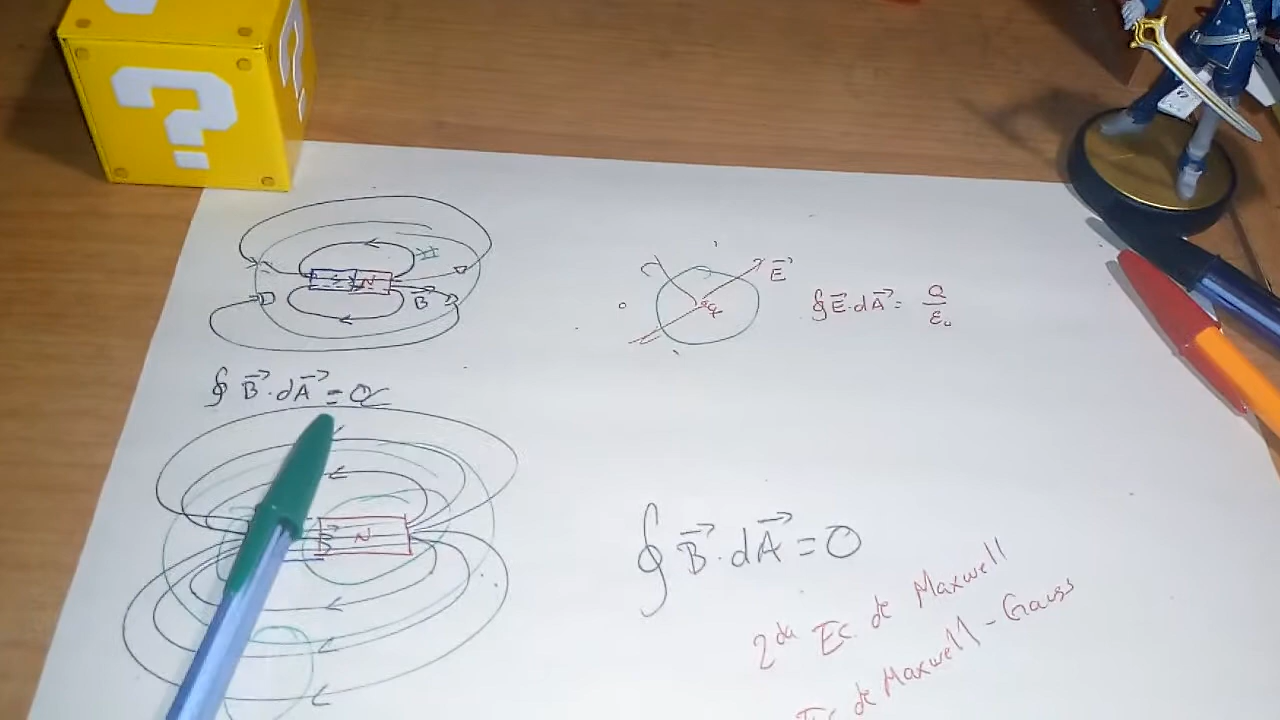 ?
N
B
∮ B⃗ · dA⃗ = 0
N
E⃗
q
∮ E⃗ · dA⃗ = Q / ε₀
∮ B⃗ · dA⃗ = 0
2da Ec. de Maxwell
Ec de Maxwell - Gauss